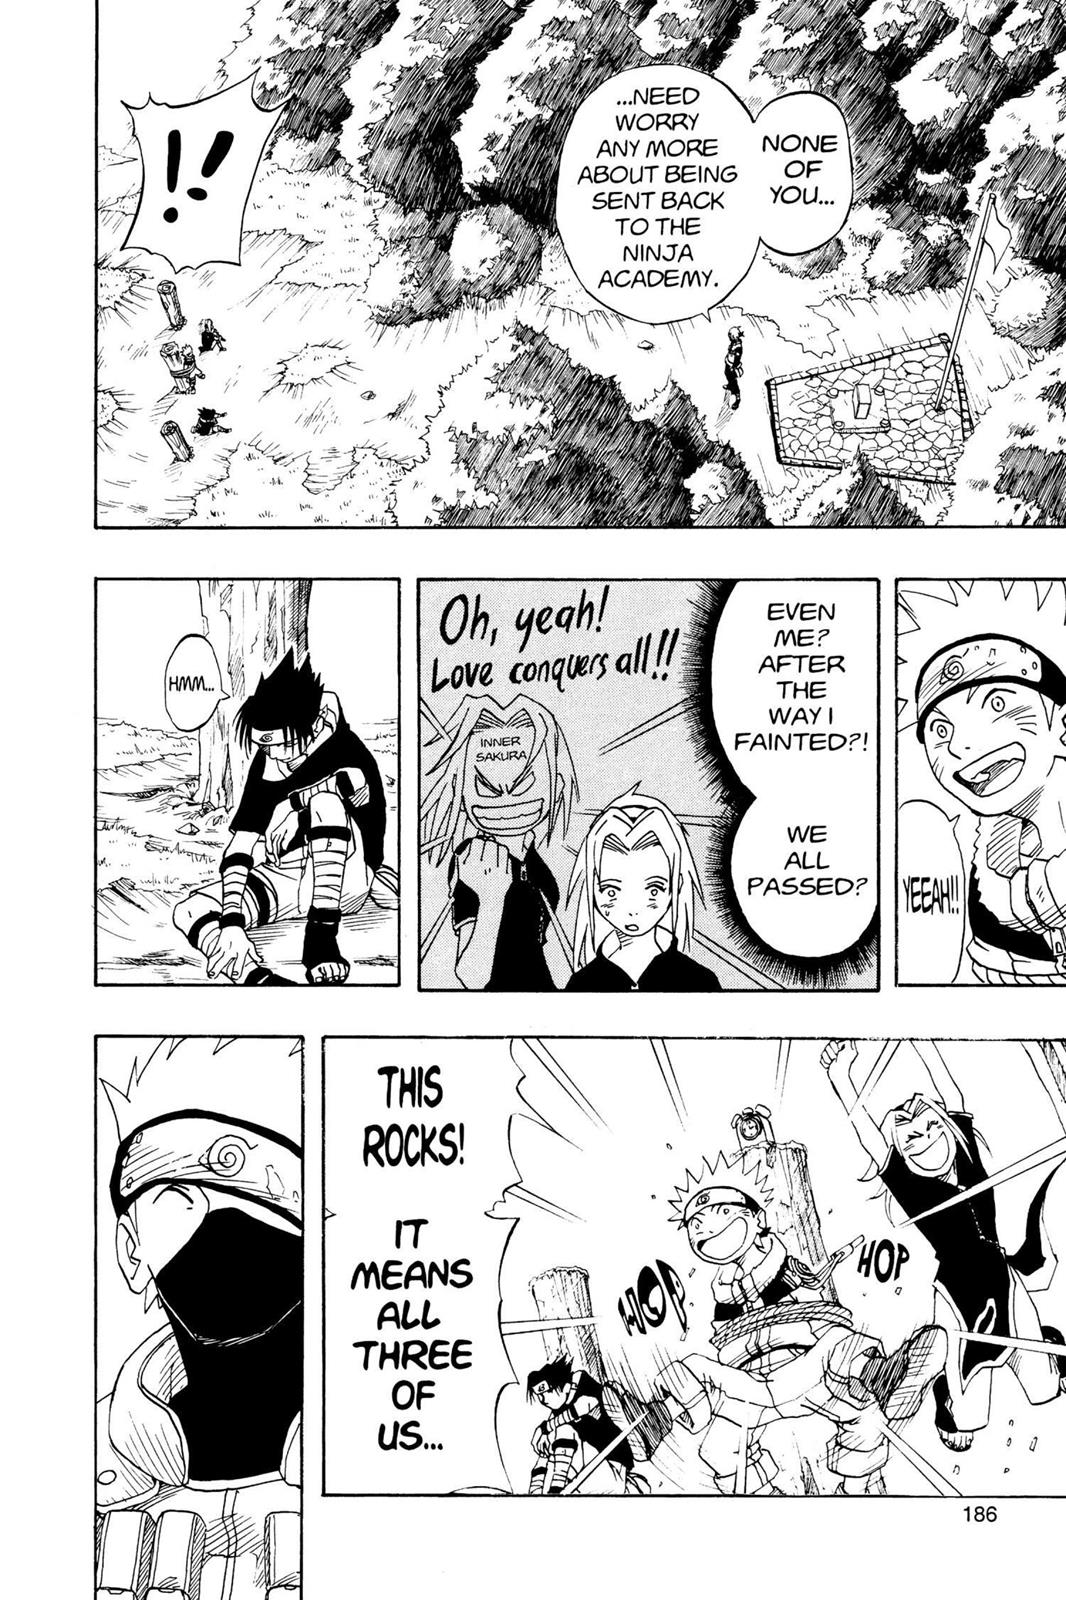 NONE
OF
YOU...
...NEED
WORRY
ANY MORE
ABOUT BEING
SENT BACK
TO THE
NINJA
ACADEMY.
!!
YEEAH!!
EVEN
ME?
AFTER
THE
WAY I
FAINTED?!
WE
ALL
PASSED?
Oh, yeah!
Love conquers all!!
INNER
SAKURA
HMM...
HOP
HOP
THIS
ROCKS!
IT
MEANS
ALL
THREE
OF
US...
186